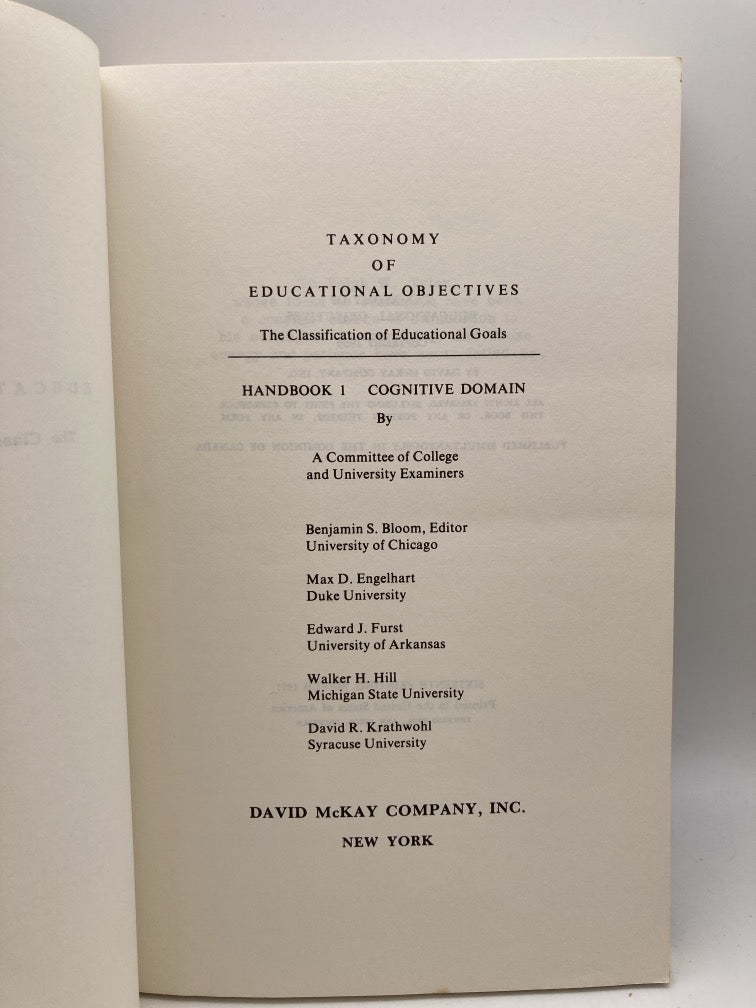 TAXONOMY
OF
EDUCATIONAL OBJECTIVES
The Classification of Educational Goals
HANDBOOK 1 COGNITIVE DOMAIN
By
A Committee of College
and University Examiners
Benjamin S. Bloom, Editor
University of Chicago
Max D. Engelhart
Duke University
Edward J. Furst
University of Arkansas
Walker H. Hill
Michigan State University
David R. Krathwohl
Syracuse University
DAVID McKAY COMPANY, INC.
NEW YORK